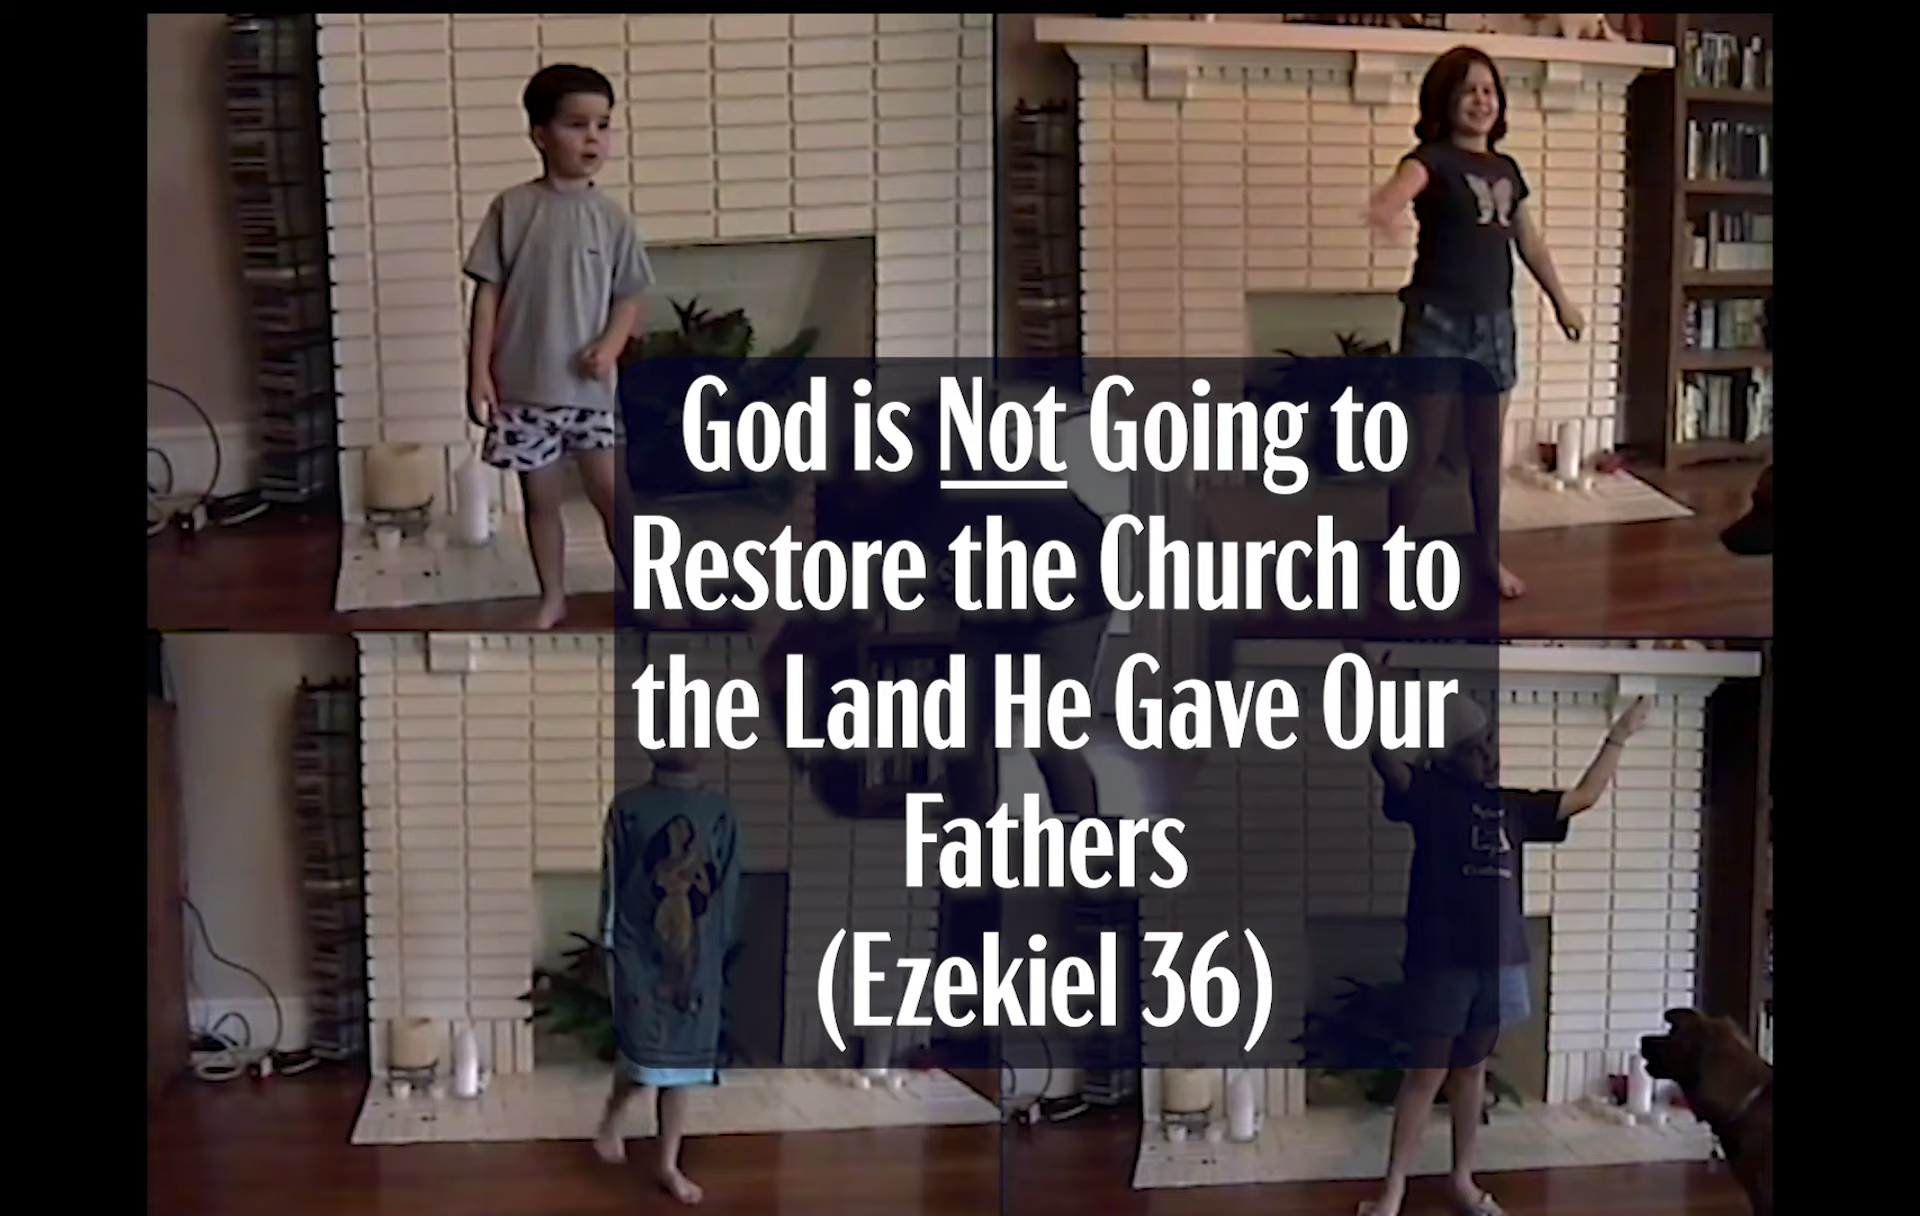 God is Not Going to
Restore the Church to
the Land He Gave Our
Fathers
(Ezekiel 36)